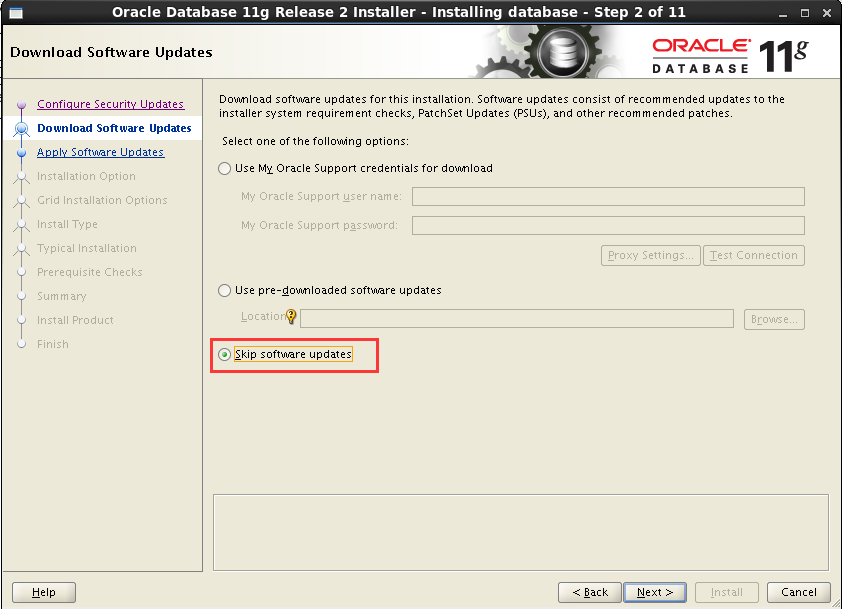 Oracle Database 11g Release 2 Installer - Installing database - Step 2 of 11
Download Software Updates
ORACLE
DATABASE 11g
Configure Security Updates
Download Software Updates
Apply Software Updates
Installation Option
Grid Installation Options
Install Type
Typical Installation
Prerequisite Checks
Summary
Install Product
Finish
Download software updates for this installation. Software updates consist of recommended updates to the
installer system requirement checks, PatchSet Updates (PSUs), and other recommended patches.
Select one of the following options:
Use My Oracle Support credentials for download
My Oracle Support user name:
My Oracle Support password:
Proxy Settings... Test Connection
Use pre-downloaded software updates
Location Browse...
Skip software updates
Help < Back Next > Install Cancel